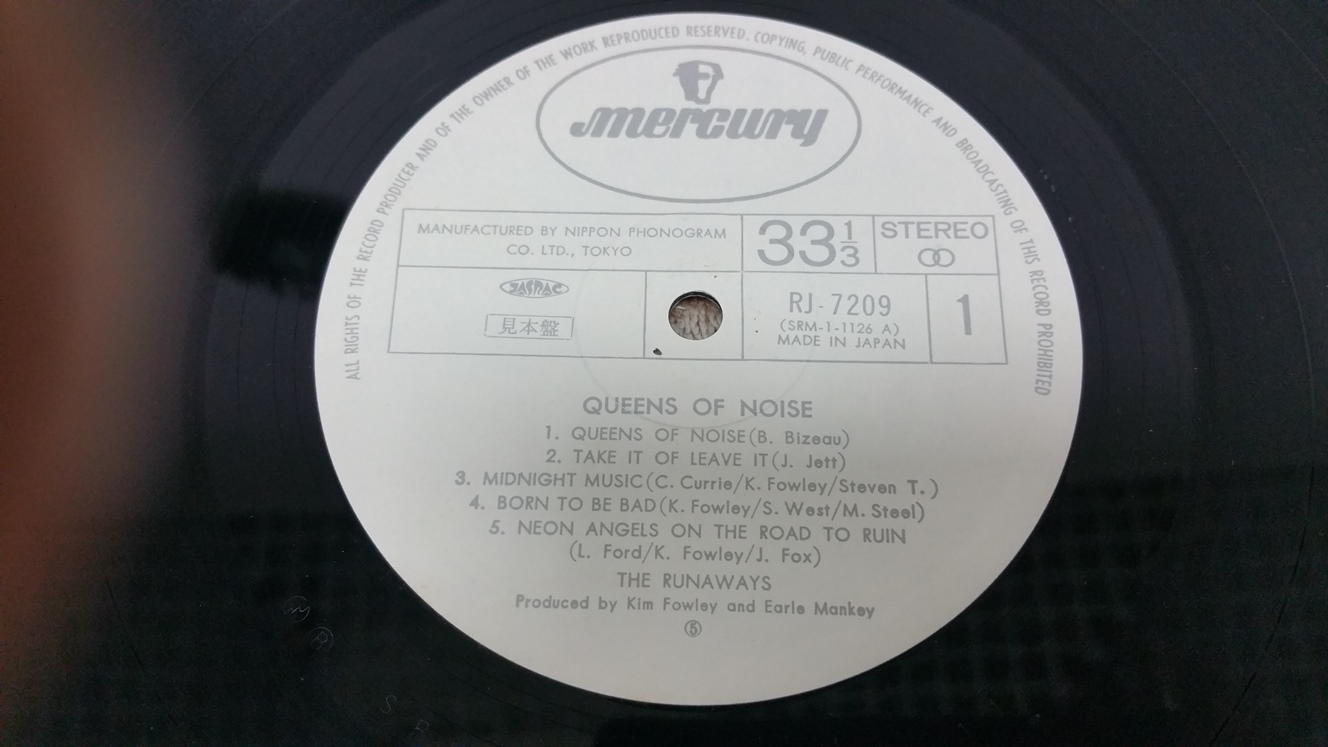 ALL RIGHTS OF THE RECORD PRODUCER AND OF THE OWNER OF THE WORK REPRODUCED RESERVED. COPYING, PUBLIC PERFORMANCE AND BROADCASTING OF THIS RECORD PROHIBITED
mercury
MANUFACTURED BY NIPPON PHONOGRAM
CO. LTD., TOKYO
33 1/3
STEREO
JASRAC
見本盤
RJ-7209
(SRM-1-1126 A)
MADE IN JAPAN
1
QUEENS OF NOISE
1. QUEENS OF NOISE (B. Bizeau)
2. TAKE IT OF LEAVE IT (J. Jett)
3. MIDNIGHT MUSIC (C. Currie/K. Fowley/Steven T.)
4. BORN TO BE BAD (K. Fowley/S. West/M. Steel)
5. NEON ANGELS ON THE ROAD TO RUIN
(L. Ford/K. Fowley/J. Fox)
THE RUNAWAYS
Produced by Kim Fowley and Earle Mankey
⑤